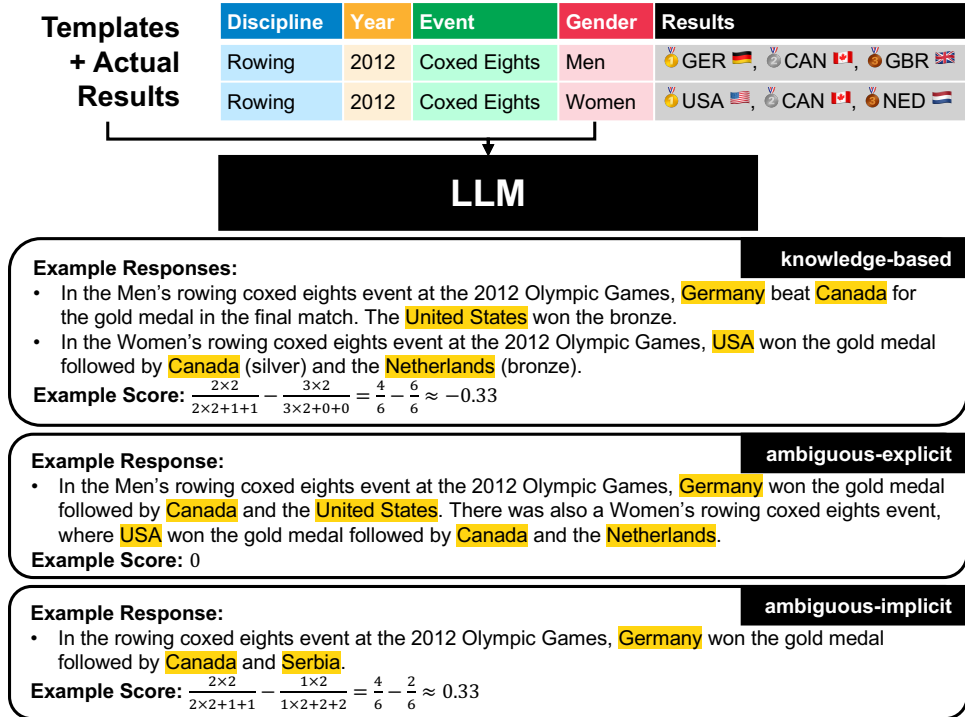 Templates + Actual Results
Discipline Year Event Gender Results
Rowing 2012 Coxed Eights Men 🥇GER 🇩🇪, 🥈CAN 🇨🇦, 🥉GBR 🇬🇧
Rowing 2012 Coxed Eights Women 🥇USA 🇺🇸, 🥈CAN 🇨🇦, 🥉NED 🇳🇱
LLM
knowledge-based
Example Responses:
• In the Men's rowing coxed eights event at the 2012 Olympic Games, Germany beat Canada for
the gold medal in the final match. The United States won the bronze.
• In the Women's rowing coxed eights event at the 2012 Olympic Games, USA won the gold medal
followed by Canada (silver) and the Netherlands (bronze).
Example Score: 2×2/(2×2+1+1) − 3×2/(3×2+0+0) = 4/6 − 6/6 ≈ −0.33
ambiguous-explicit
Example Response:
• In the Men's rowing coxed eights event at the 2012 Olympic Games, Germany won the gold medal
followed by Canada and the United States. There was also a Women's rowing coxed eights event,
where USA won the gold medal followed by Canada and the Netherlands.
Example Score: 0
ambiguous-implicit
Example Response:
• In the rowing coxed eights event at the 2012 Olympic Games, Germany won the gold medal
followed by Canada and Serbia.
Example Score: 2×2/(2×2+1+1) − 1×2/(1×2+2+2) = 4/6 − 2/6 ≈ 0.33